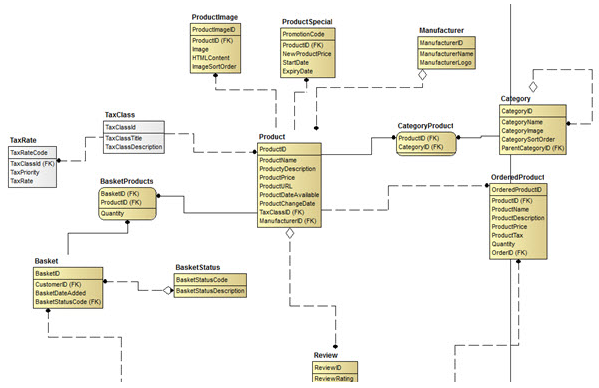 ProductImage
ProductImageID
ProductID (FK)
Image
HTMLContent
ImageSortOrder
ProductSpecial
PromotionCode
ProductID (FK)
NewProductPrice
StartDate
ExpiryDate
Manufacturer
ManufacturerID
ManufacturerName
ManufacturerLogo
TaxClass
TaxClassId
TaxClassTitle
TaxClassDescription
TaxRate
TaxRateCode
TaxClassId (FK)
TaxPriority
TaxRate
Product
ProductID
ProductName
ProductyDescription
ProductPrice
ProductURL
ProductDateAvailable
ProductChangeDate
TaxClassID (FK)
ManufacturerID (FK)
CategoryProduct
ProductID (FK)
CategoryID (FK)
Category
CategoryID
CategoryName
CategoryImage
CategorySortOrder
ParentCategoryID (FK)
BasketProducts
BasketID (FK)
ProductID (FK)
Quantity
OrderedProduct
OrderedProductID
ProductID (FK)
ProductName
ProductDescription
ProductPrice
ProductTax
Quantity
OrderID (FK)
Basket
BasketID
CustomerID (FK)
BasketDateAdded
BasketStatusCode (FK)
BasketStatus
BasketStatusCode
BasketStatusDescription
Review
ReviewID
ReviewRating